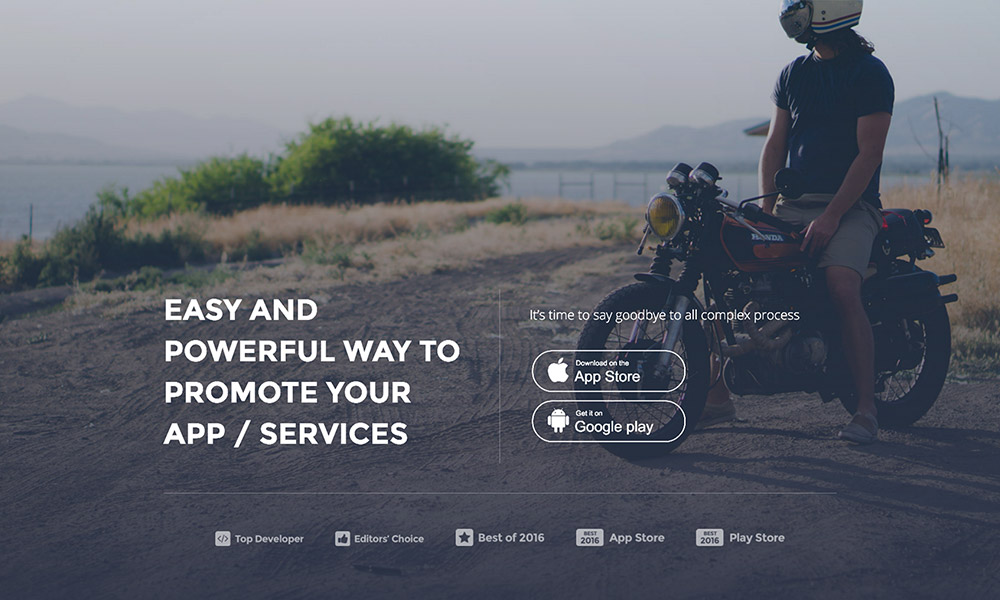 HONDA
EASY AND
POWERFUL WAY TO
PROMOTE YOUR
APP / SERVICES
It's time to say goodbye to all complex process
Download on the
App Store
Get it on
Google play
</> Top Developer
Editors' Choice
Best of 2016
BEST
2016
App Store
BEST
2016
Play Store